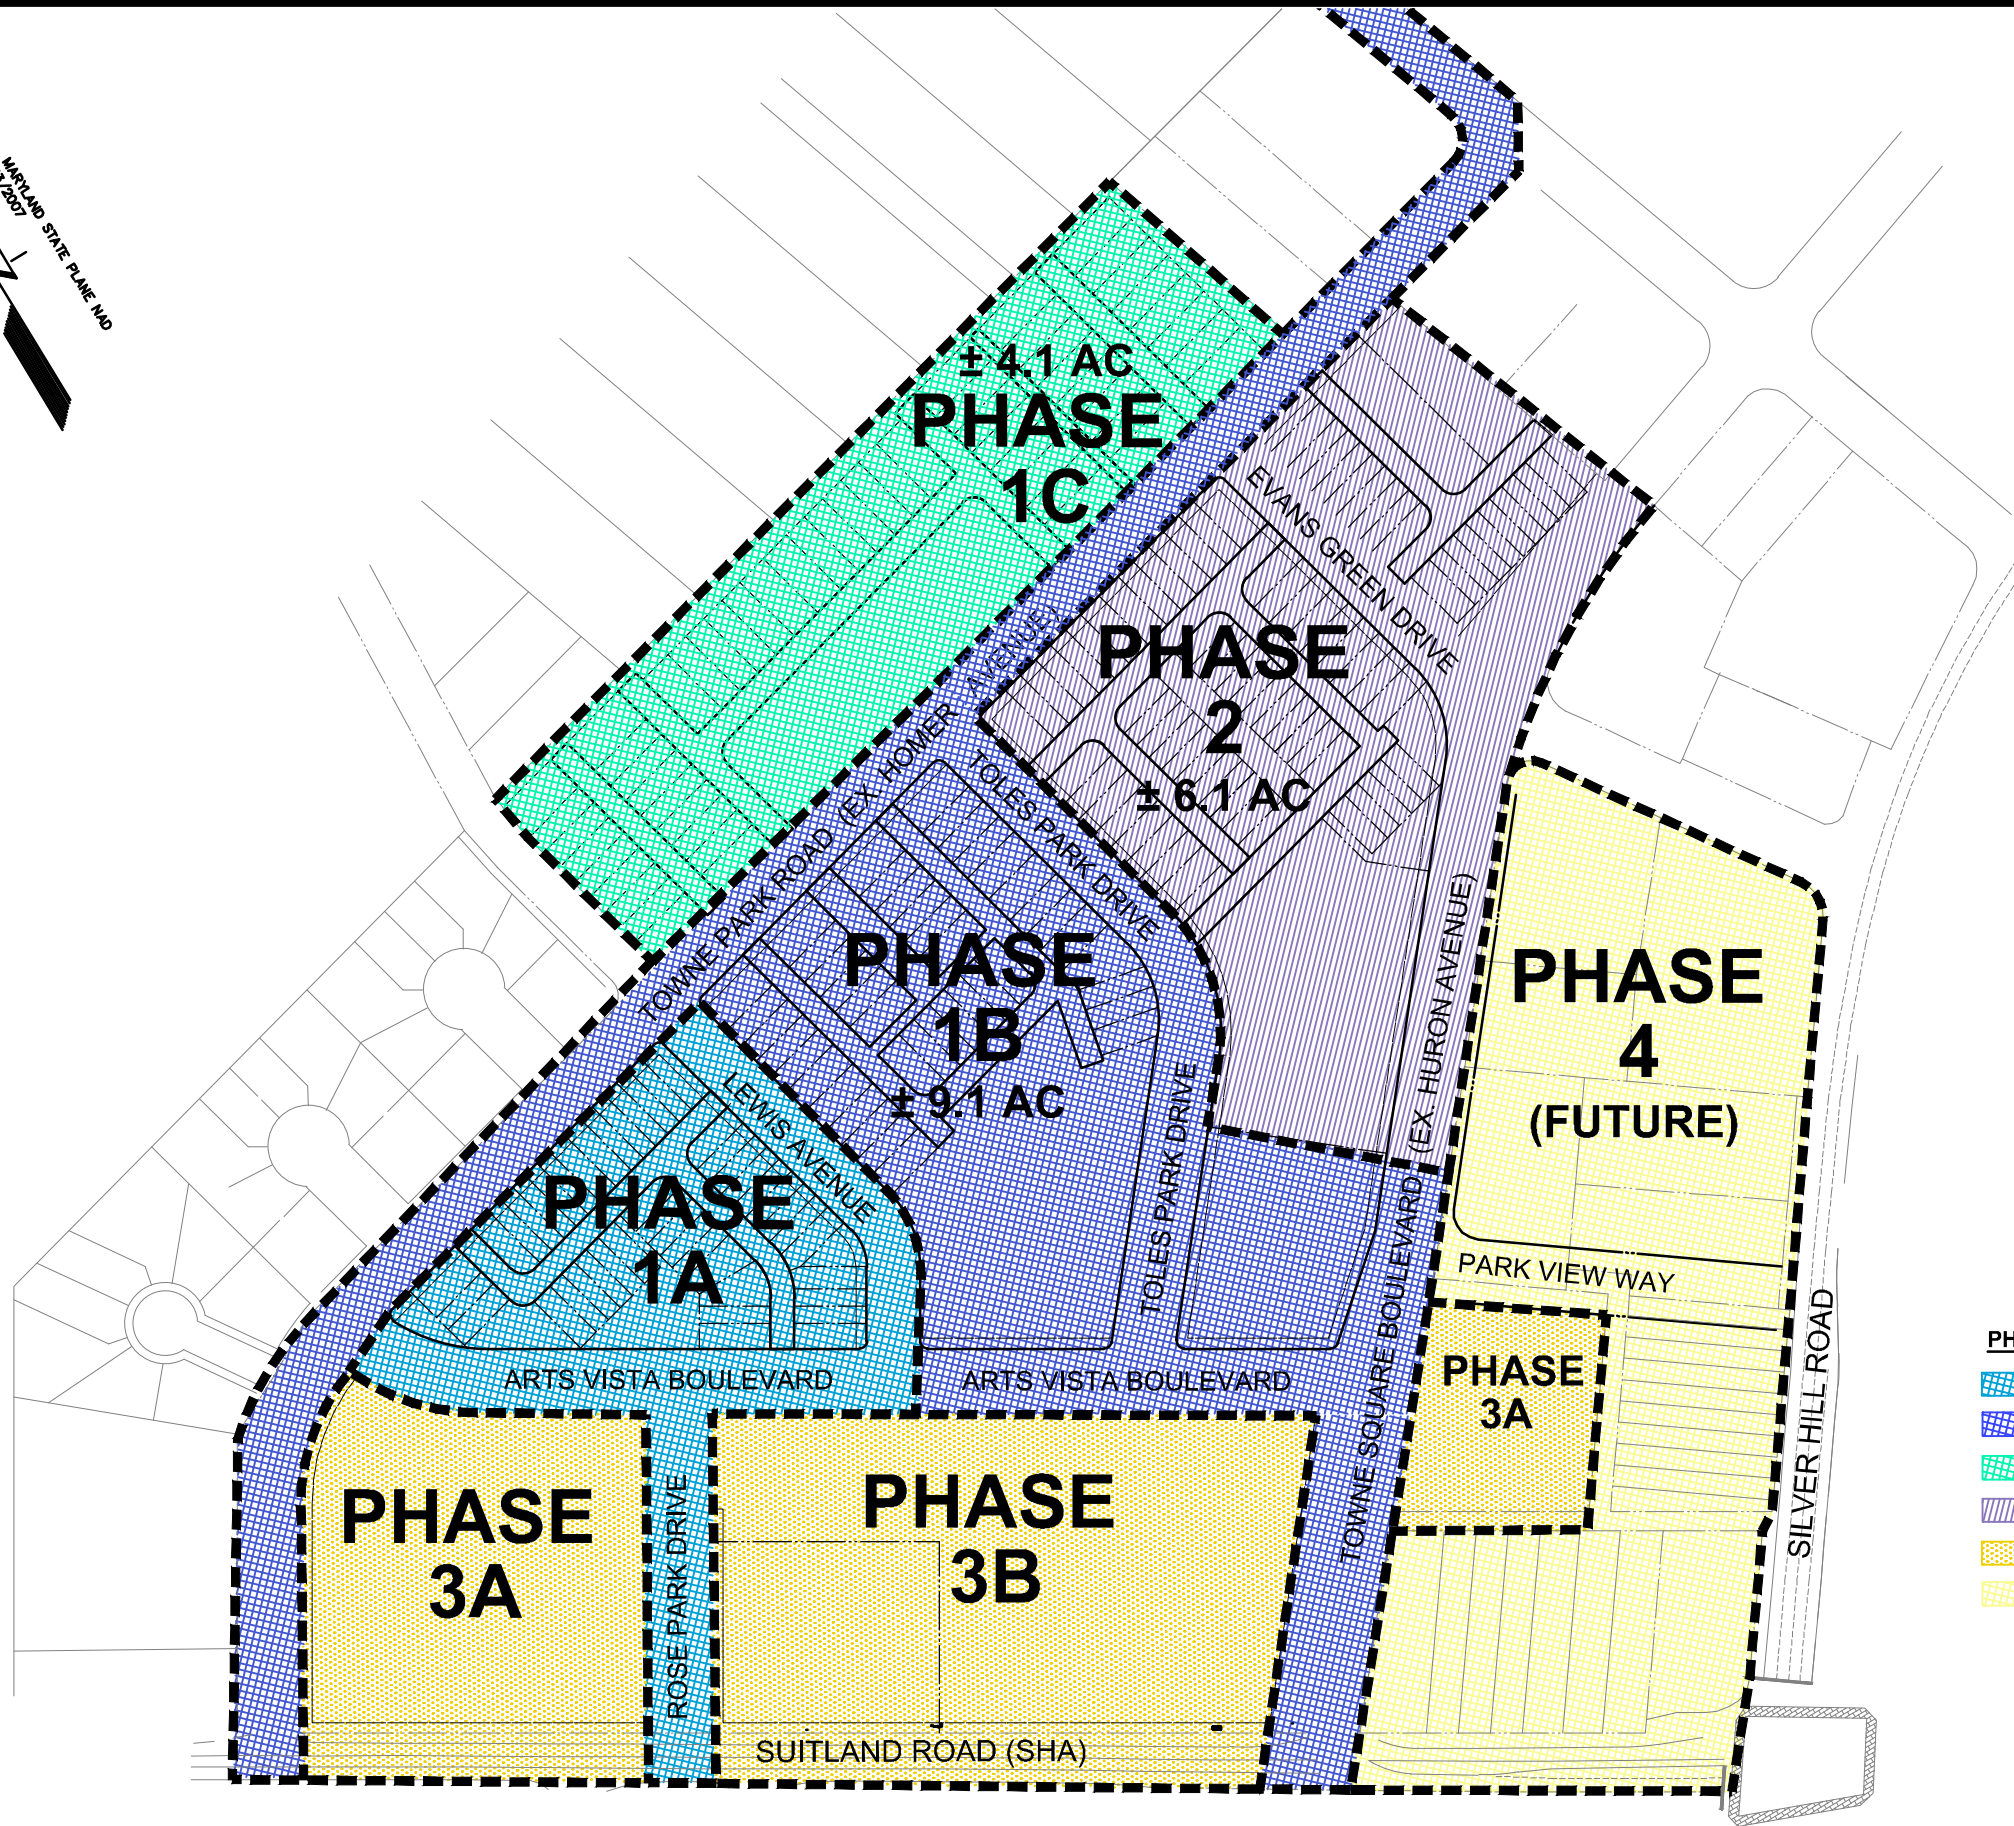 MARYLAND STATE PLANE NAD
/2007
± 4.1 AC
PHASE
1C
EVANS GREEN DRIVE
PHASE
2
± 6.1 AC
TOWNE PARK ROAD (EX. HOMER AVENUE)
TOLES PARK DRIVE
PHASE
1B
± 9.1 AC
PHASE
4
(FUTURE)
LEWIS AVENUE
PHASE
1A
TOLES PARK DRIVE
TOWNE SQUARE BOULEVARD (EX. HURON AVENUE)
PARK VIEW WAY
SILVER HILL ROAD
PH
ARTS VISTA BOULEVARD
ARTS VISTA BOULEVARD
PHASE
3A
PHASE
3A
ROSE PARK DRIVE
PHASE
3B
SUITLAND ROAD (SHA)